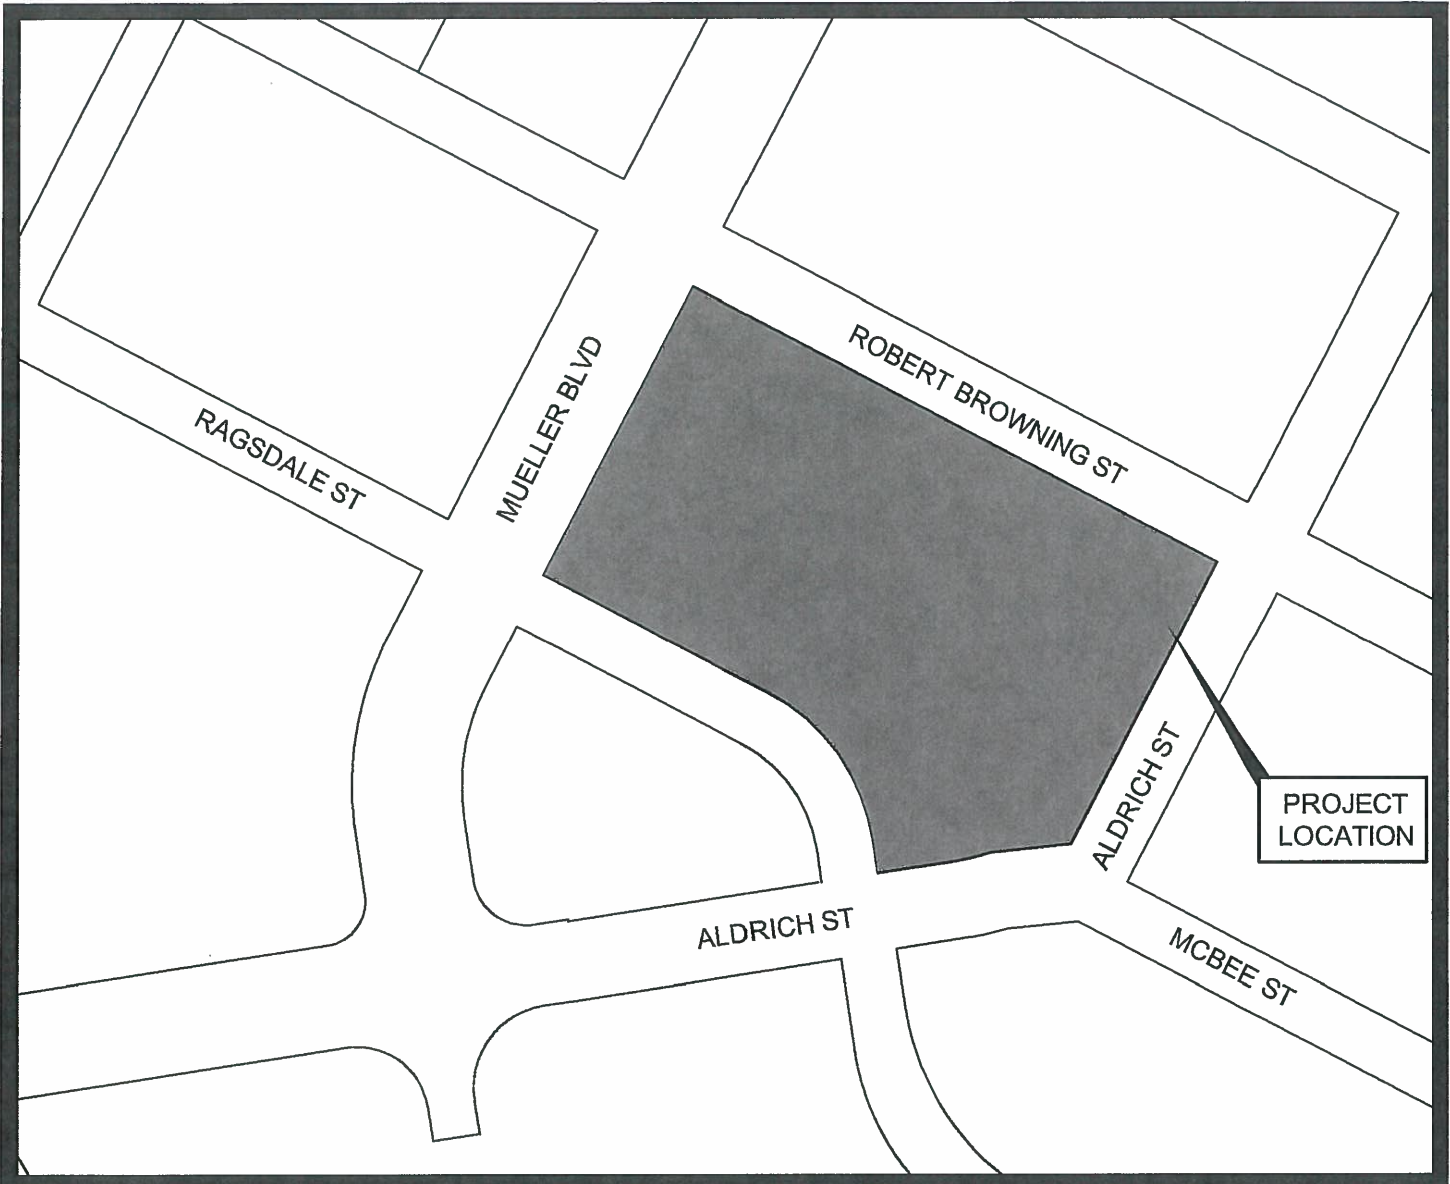 ROBERT BROWNING ST
MUELLER BLVD
RAGSDALE ST
ALDRICH ST
PROJECT
LOCATION
ALDRICH ST
MCBEE ST